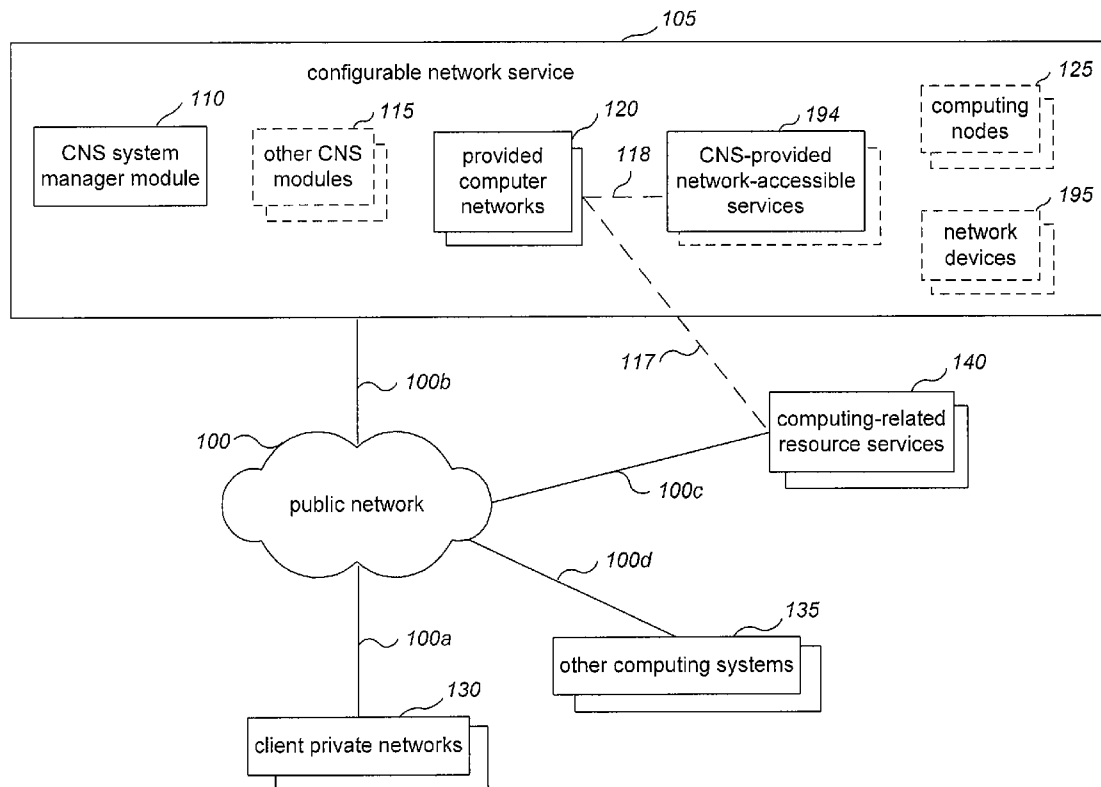 105
configurable network service
110
CNS system
manager module
115
other CNS
modules
120
provided
computer
networks
118
194
CNS-provided
network-accessible
services
125
computing
nodes
195
network
devices
117
100b
140
computing-related
resource services
100
public network
100c
100d
100a
135
other computing systems
130
client private networks